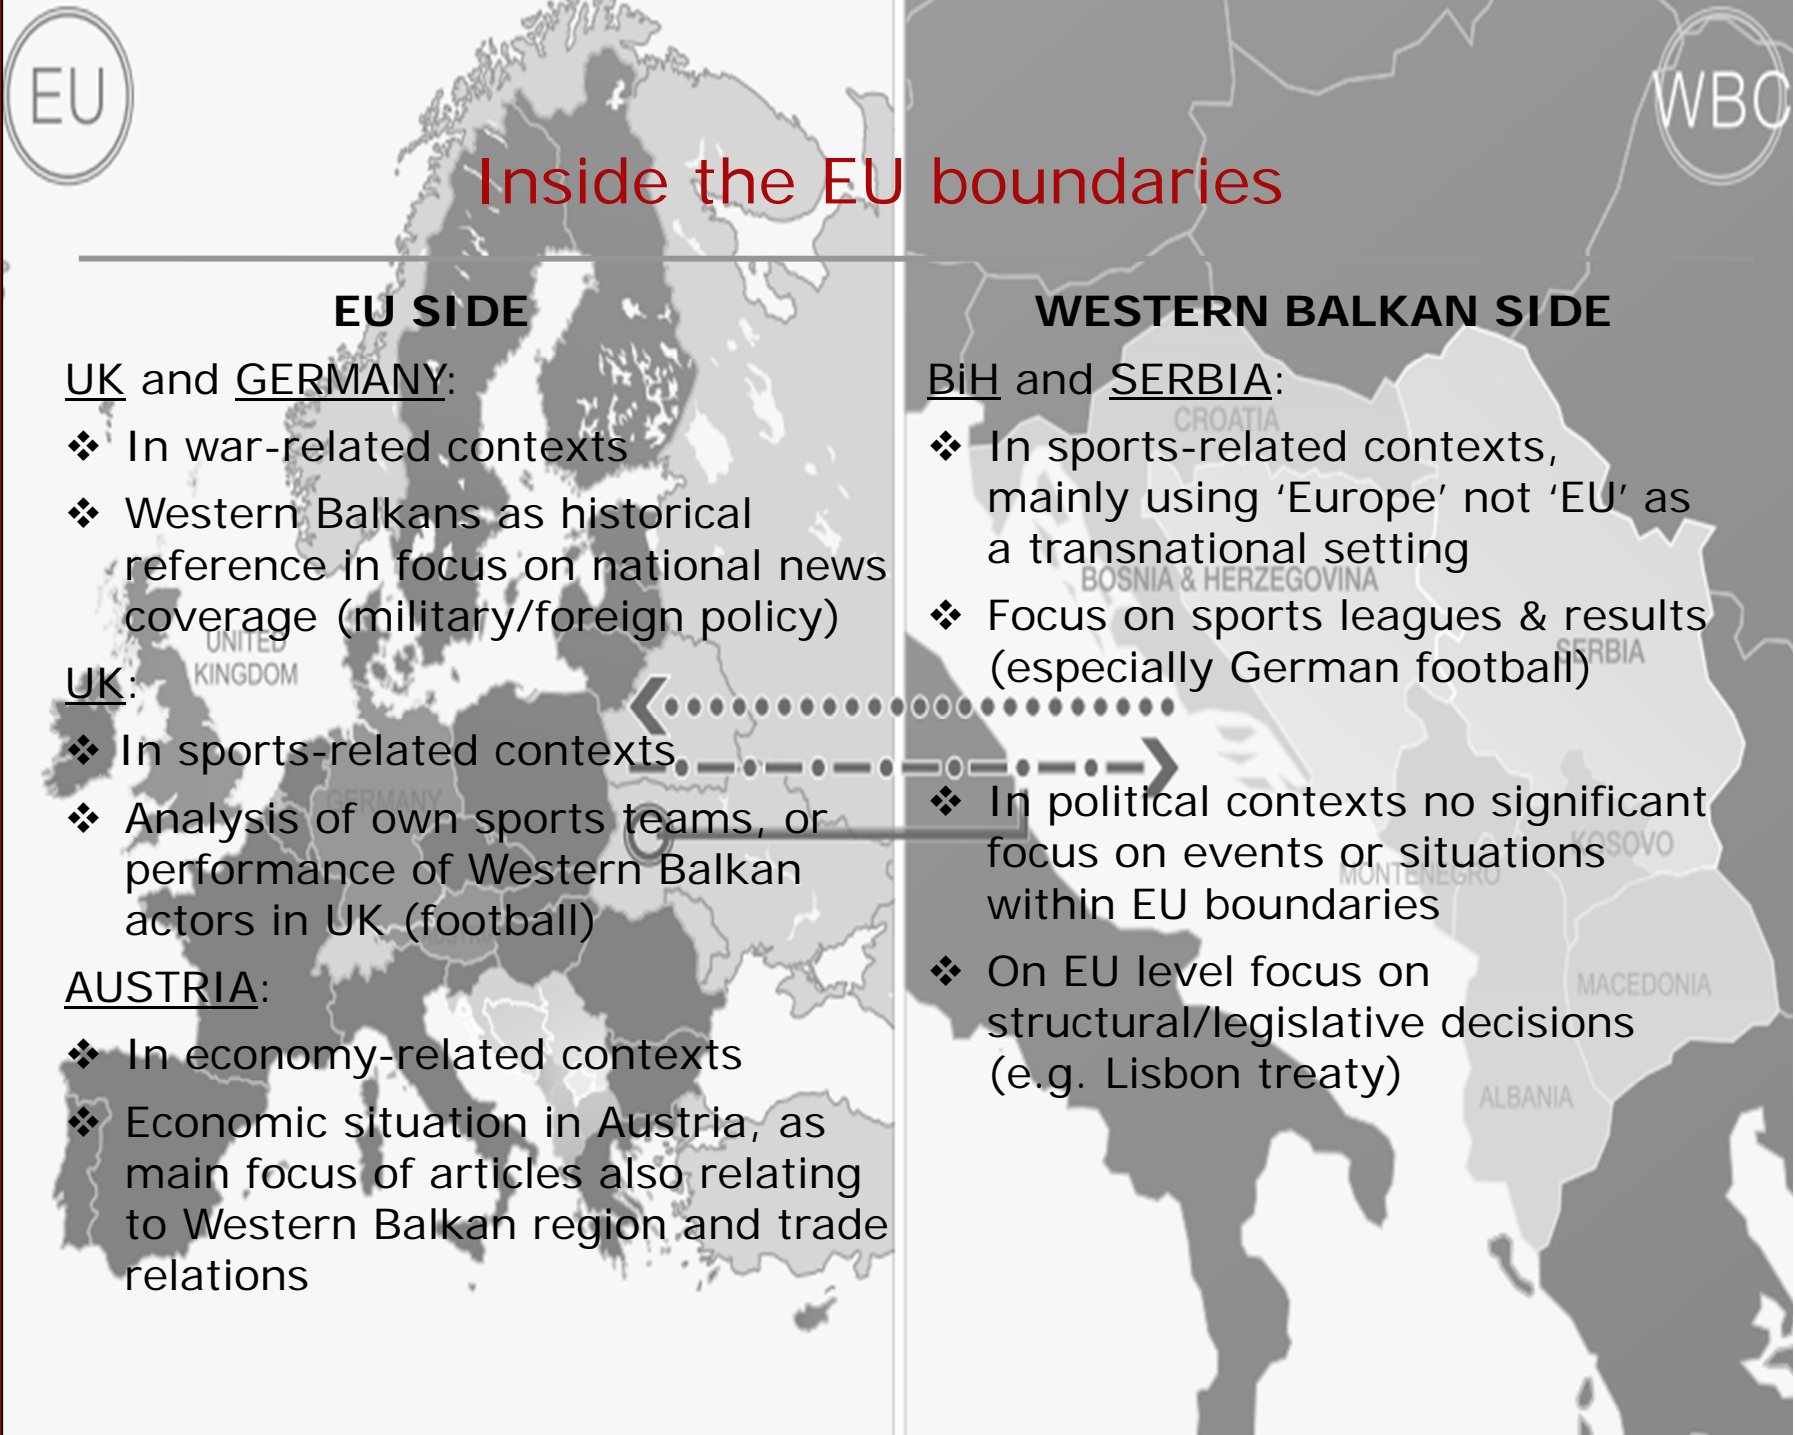 EU
WBC
Inside the EU boundaries
EU SIDE
UK and GERMANY:
❖ In war-related contexts
❖ Western Balkans as historical
reference in focus on national news
coverage (military/foreign policy)
UK:
❖ In sports-related contexts
❖ Analysis of own sports teams, or
performance of Western Balkan
actors in UK (football)
AUSTRIA:
❖ In economy-related contexts
❖ Economic situation in Austria, as
main focus of articles also relating
to Western Balkan region and trade
relations
WESTERN BALKAN SIDE
BiH and SERBIA:
❖ In sports-related contexts,
mainly using ‘Europe’ not ‘EU’ as
a transnational setting
❖ Focus on sports leagues & results
(especially German football)
❖ In political contexts no significant
focus on events or situations
within EU boundaries
❖ On EU level focus on
structural/legislative decisions
(e.g. Lisbon treaty)
UNITED
KINGDOM
GERMANY
AUSTRIA
CROATIA
BOSNIA & HERZEGOVINA
SERBIA
KOSOVO
MONTENEGRO
MACEDONIA
ALBANIA